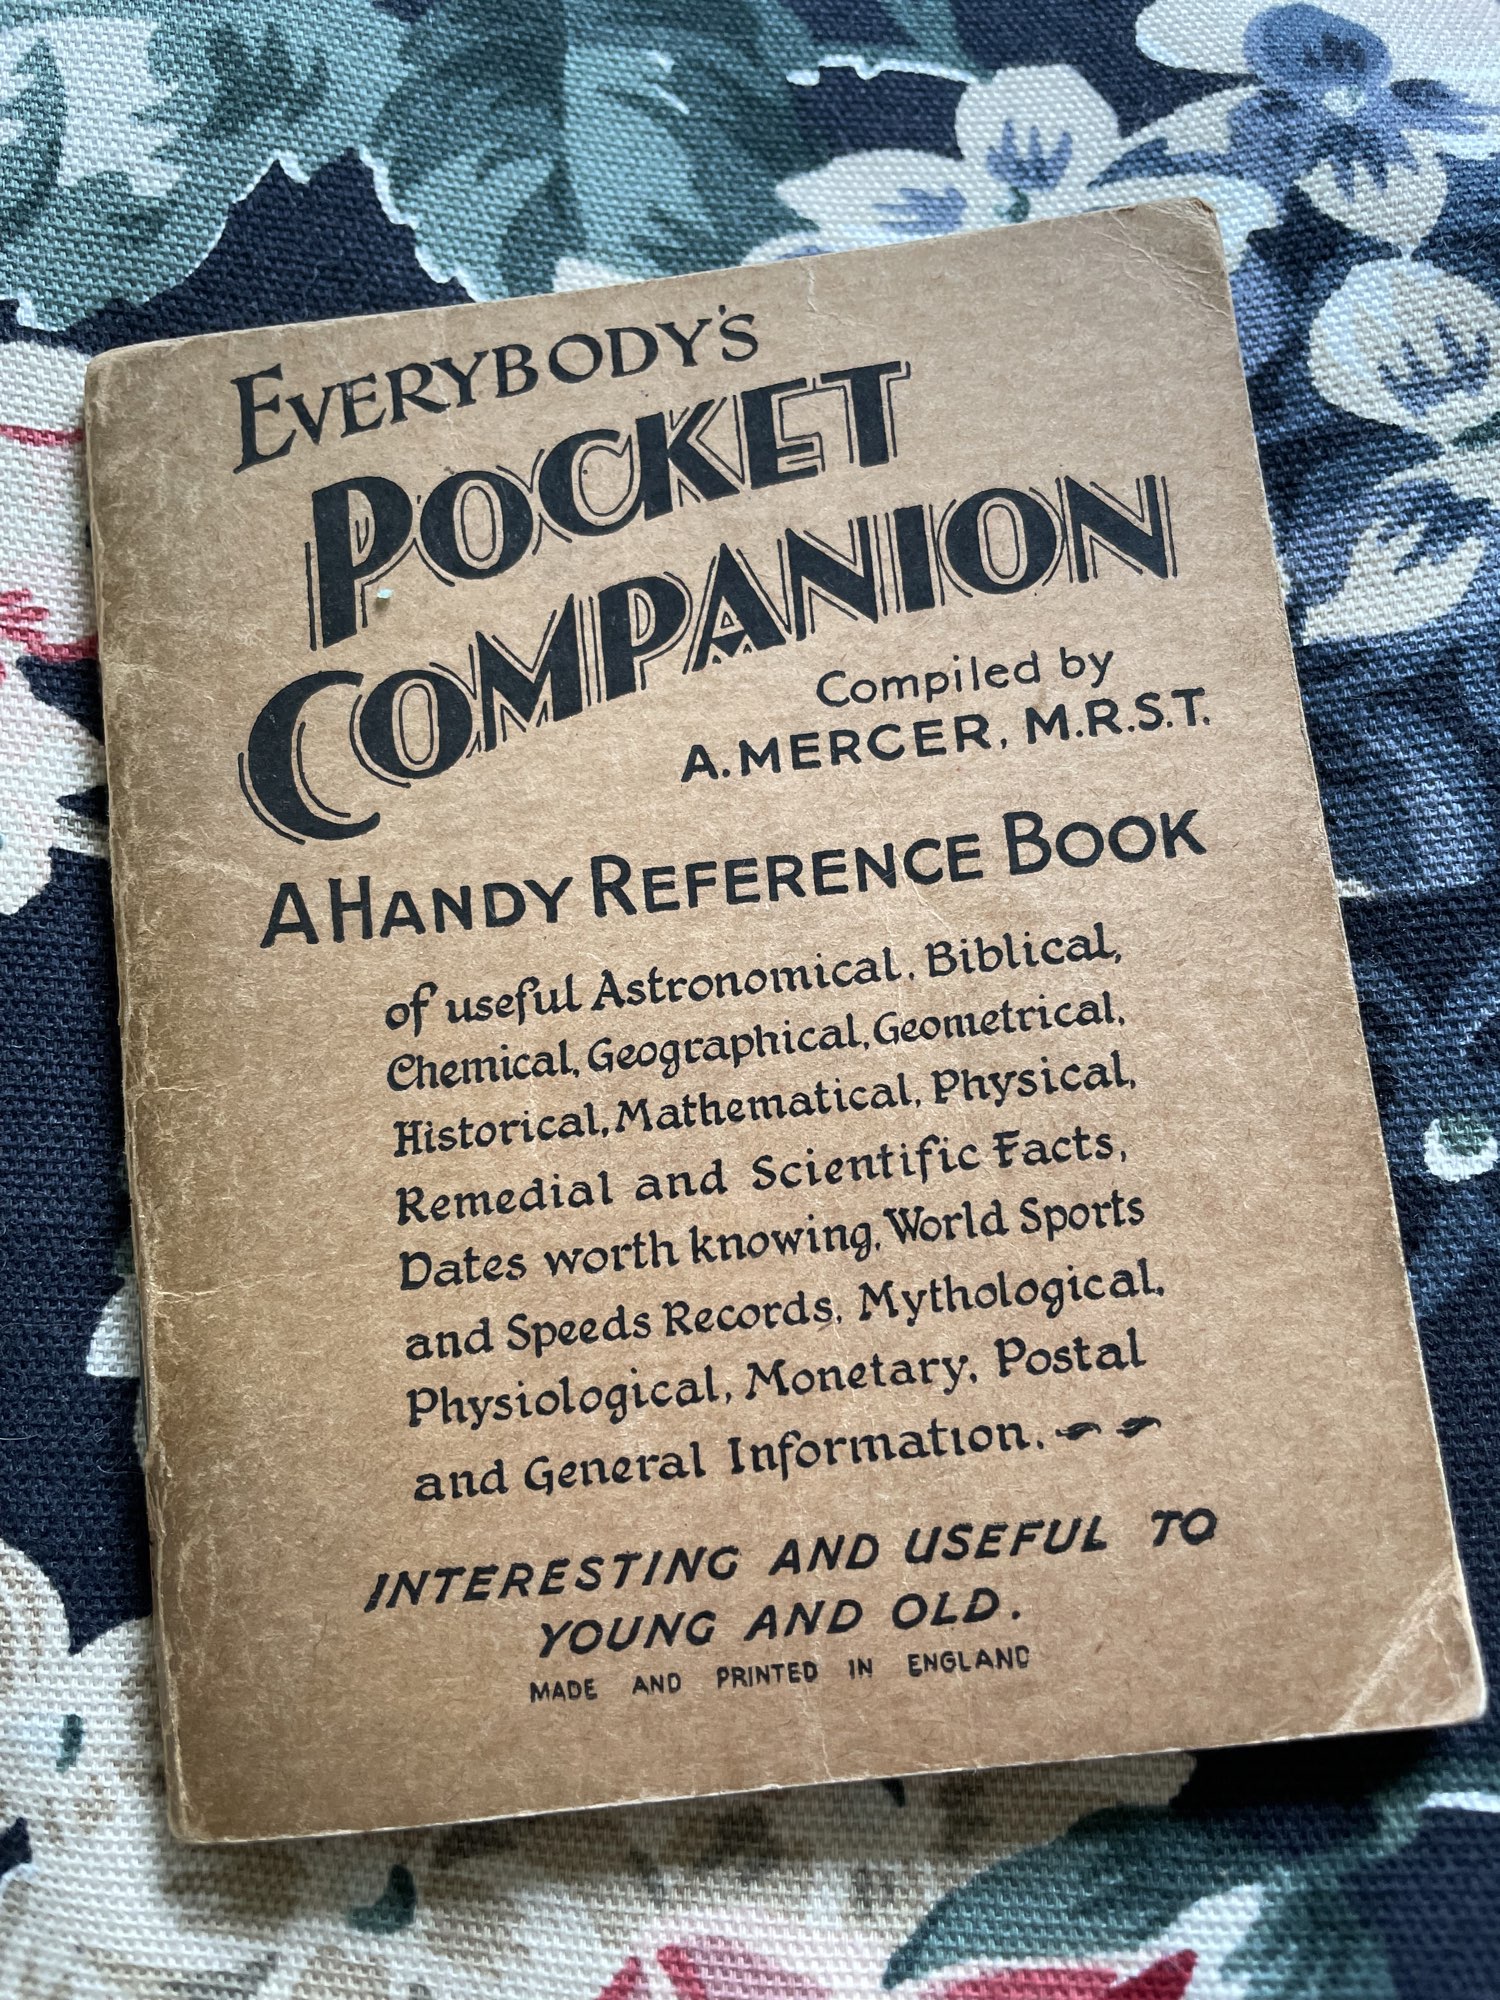 EVERYBODY'S
POCKET
COMPANION
Compiled by
A. MERCER, M.R.S.T.
A HANDY REFERENCE BOOK
of useful Astronomical, Biblical,
Chemical, Geographical, Geometrical,
Historical, Mathematical, Physical,
Remedial and Scientific Facts,
Dates worth knowing, World Sports
and Speeds Records, Mythological,
Physiological, Monetary, Postal
and General Information.
INTERESTING AND USEFUL TO
YOUNG AND OLD.
MADE AND PRINTED IN ENGLAND